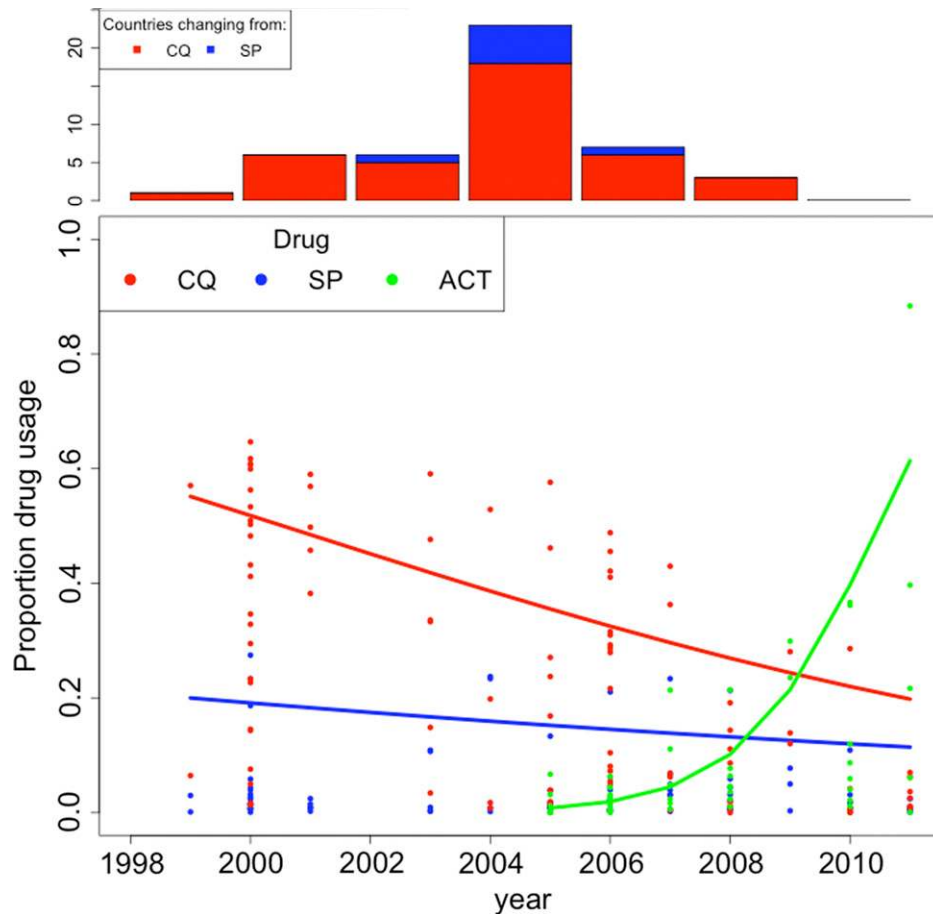 Countries changing from:
CQ SP
20
10
5
0
Drug
CQ SP ACT
1.0
0.8
0.6
0.4
0.2
0.0
Proportion drug usage
1998 2000 2002 2004 2006 2008 2010
year